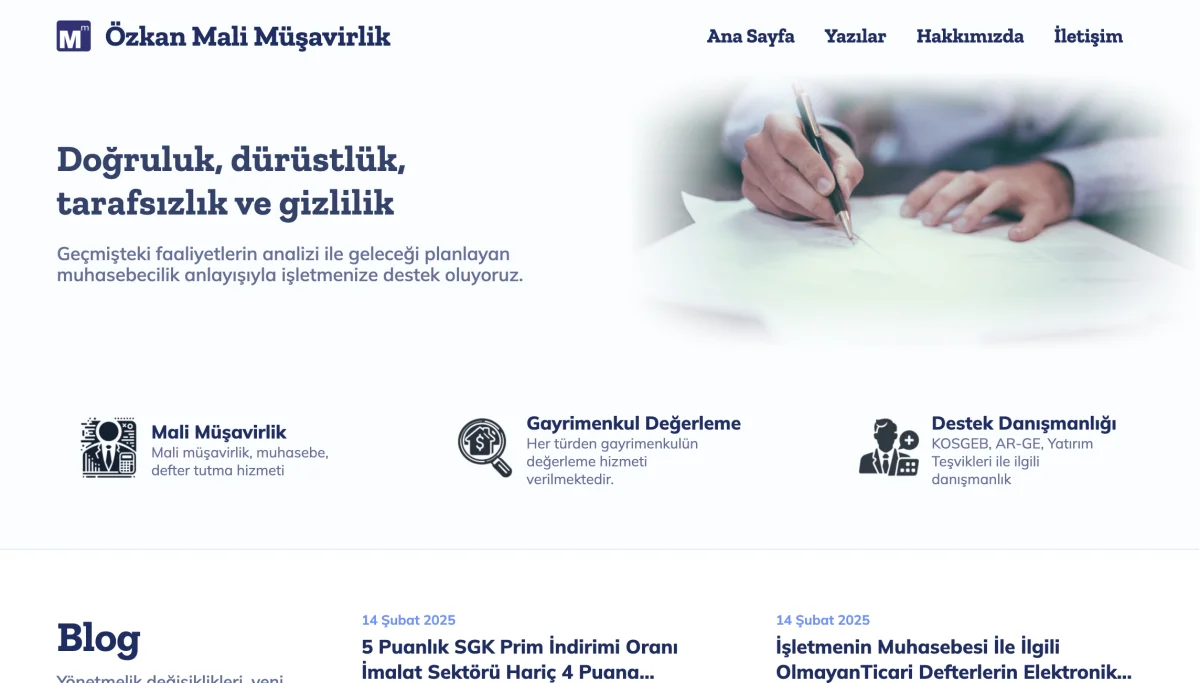 Mm Özkan Mali Müşavirlik
Ana Sayfa Yazılar Hakkımızda İletişim
Doğruluk, dürüstlük,
tarafsızlık ve gizlilik
Geçmişteki faaliyetlerin analizi ile geleceği planlayan
muhasebecilik anlayışıyla işletmenize destek oluyoruz.
Mali Müşavirlik
Mali müşavirlik, muhasebe,
defter tutma hizmeti
Gayrimenkul Değerleme
Her türden gayrimenkulün
değerleme hizmeti
verilmektedir.
Destek Danışmanlığı
KOSGEB, AR-GE, Yatırım
Teşvikleri ile ilgili
danışmanlık
Blog
Yönetmelik değişiklikleri, yeni
14 Şubat 2025
5 Puanlık SGK Prim İndirimi Oranı
İmalat Sektörü Hariç 4 Puana...
14 Şubat 2025
İşletmenin Muhasebesi İle İlgili
OlmayanTicari Defterlerin Elektronik...